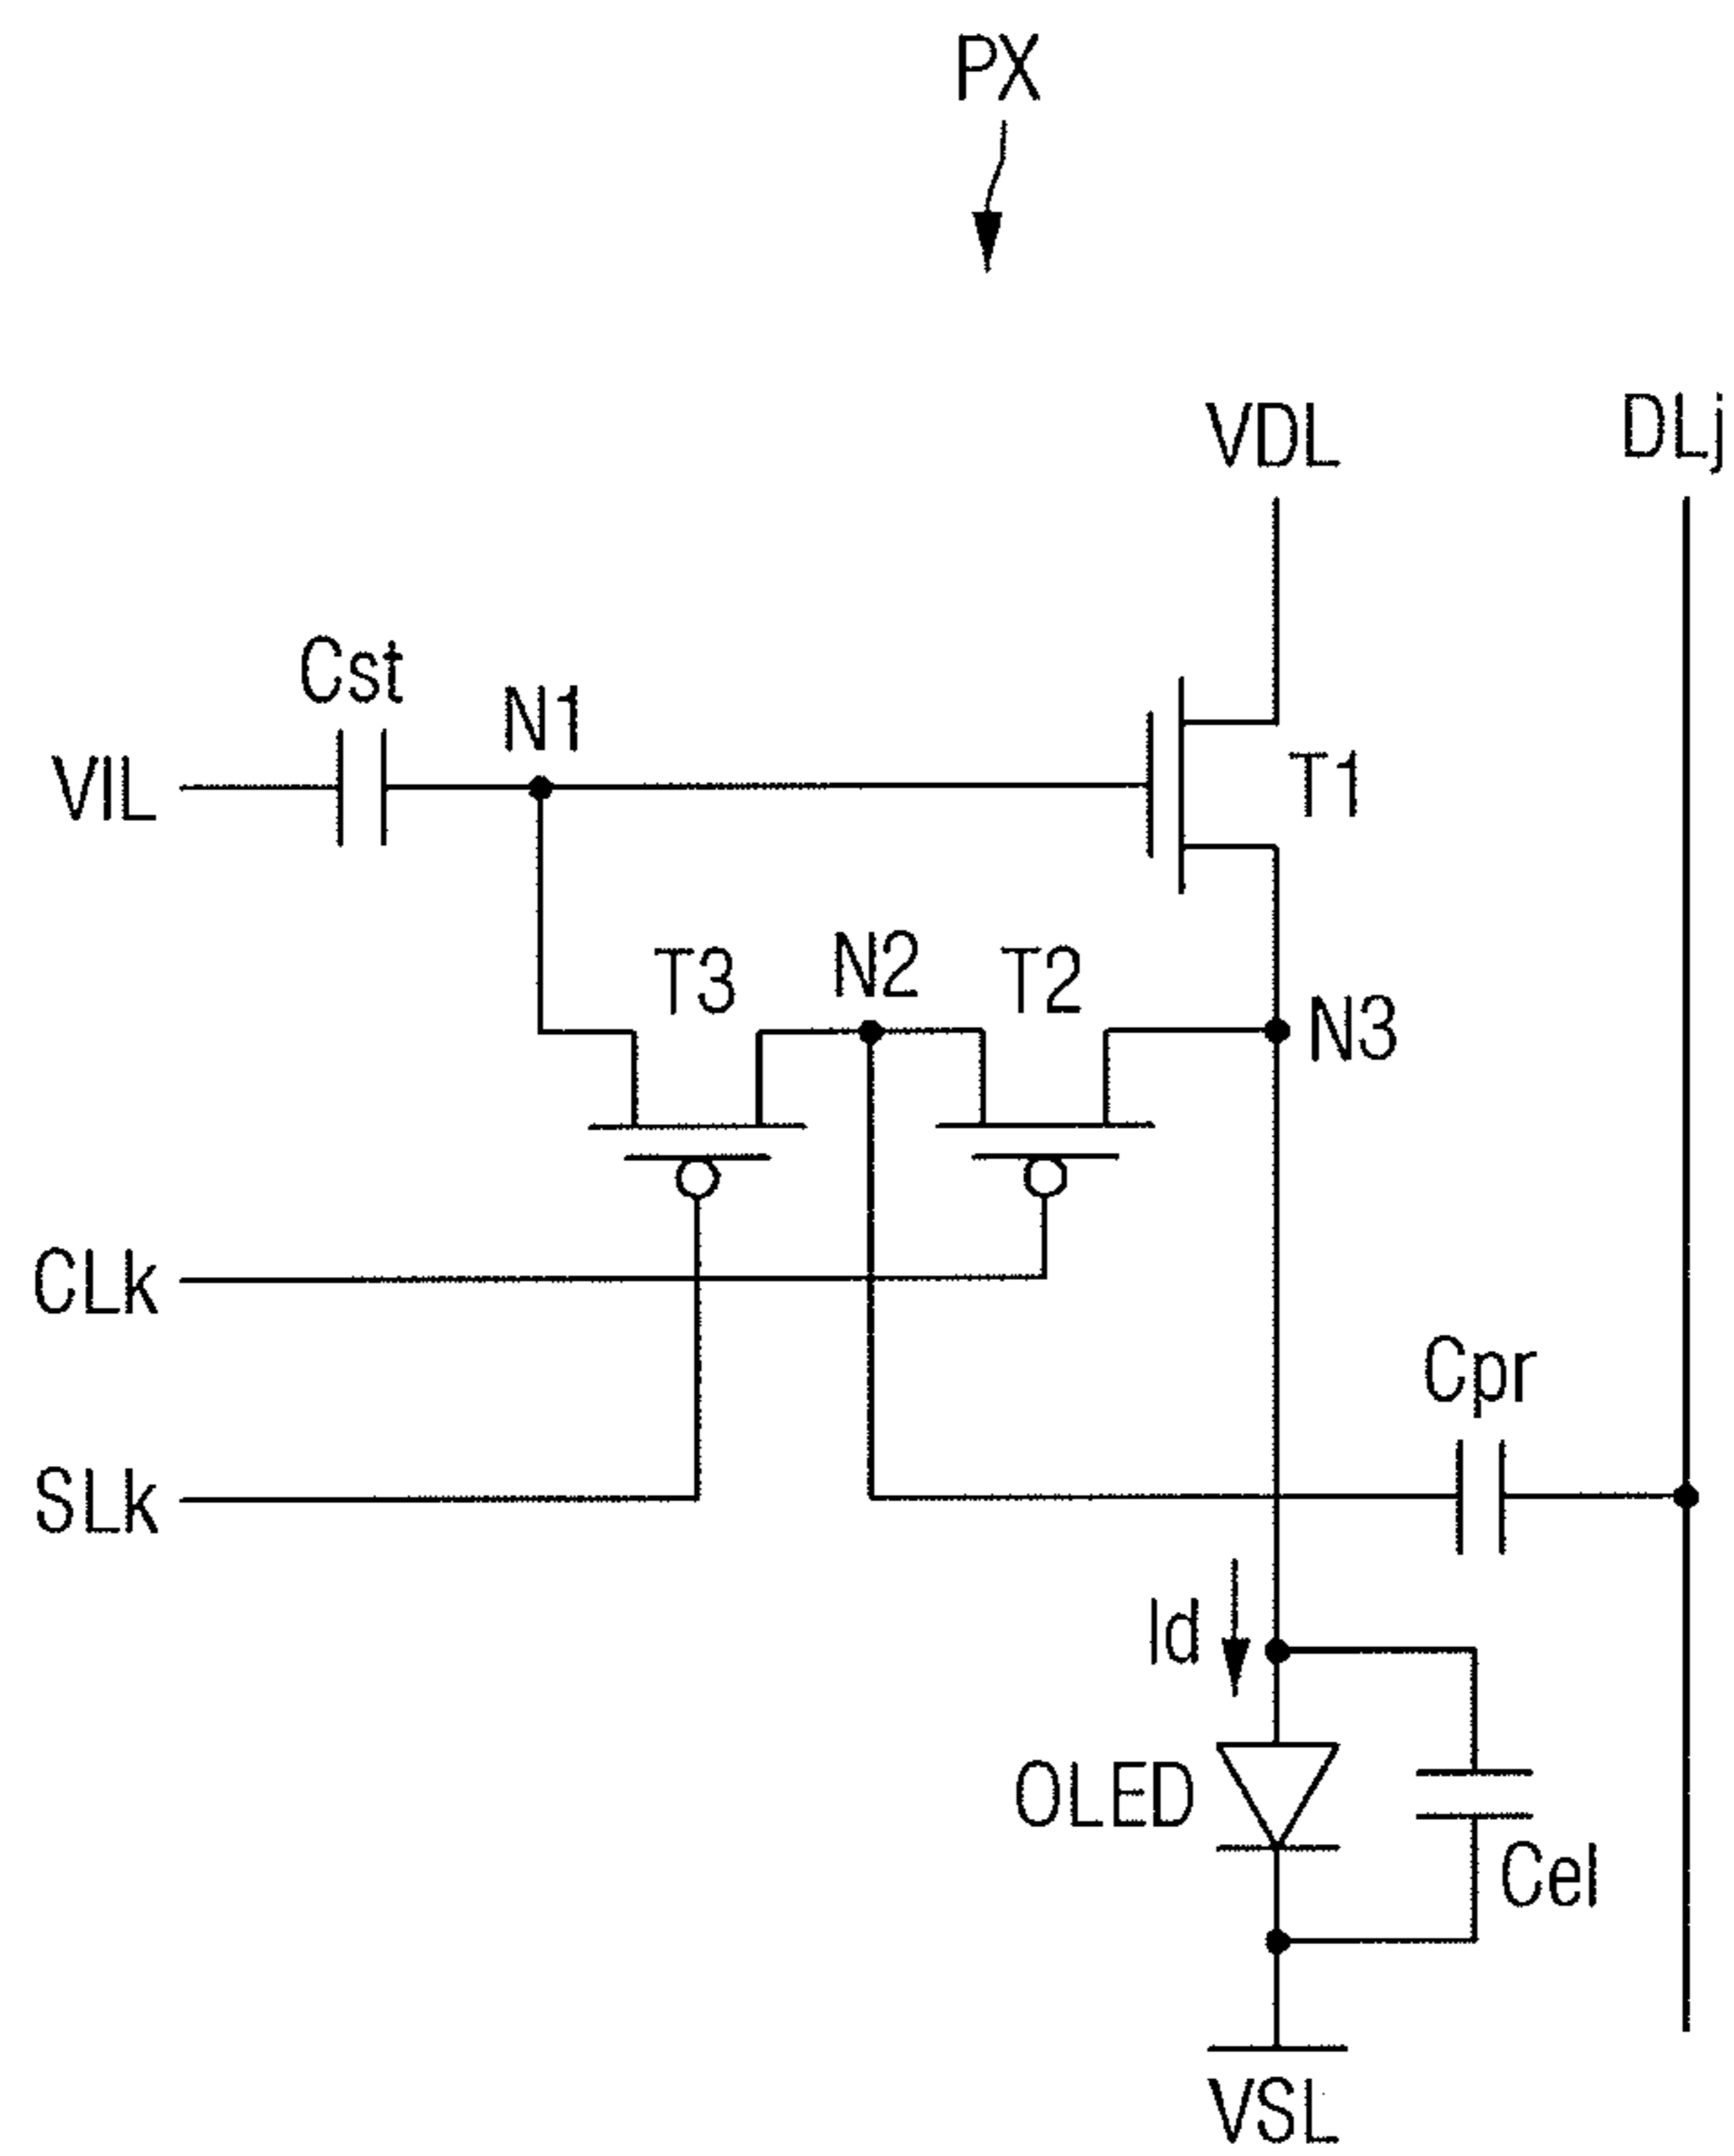 PX
VDL
DLj
Cst
N1
VIL
T1
T3
N2
T2
N3
CLk
Cpr
SLk
Id
OLED
Cel
VSL